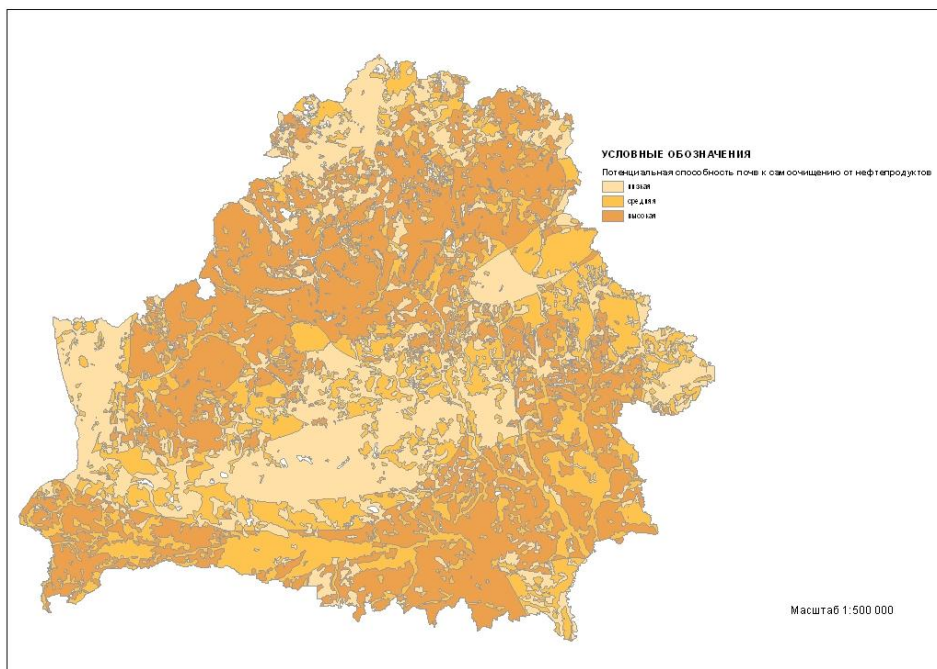 УСЛОВНЫЕ ОБОЗНАЧЕНИЯ
Потенциальная способность почв к самоочищению от нефтепродуктов
низкая
средняя
высокая
Масштаб 1:500 000